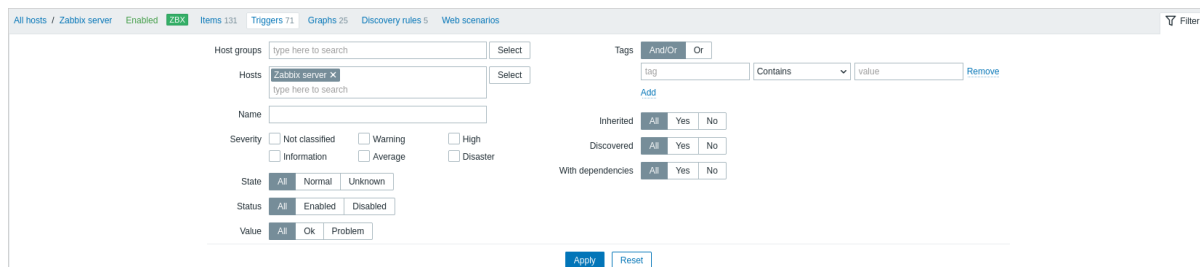 All hosts / Zabbix server Enabled ZBX Items 131 Triggers 71 Graphs 25 Discovery rules 5 Web scenarios Filter
Host groups type here to search Select
Hosts Zabbix server × Select
type here to search
Name
Severity Not classified Warning High
Information Average Disaster
State All Normal Unknown
Status All Enabled Disabled
Value All Ok Problem
Tags And/Or Or
tag Contains value Remove
Add
Inherited All Yes No
Discovered All Yes No
With dependencies All Yes No
Apply Reset